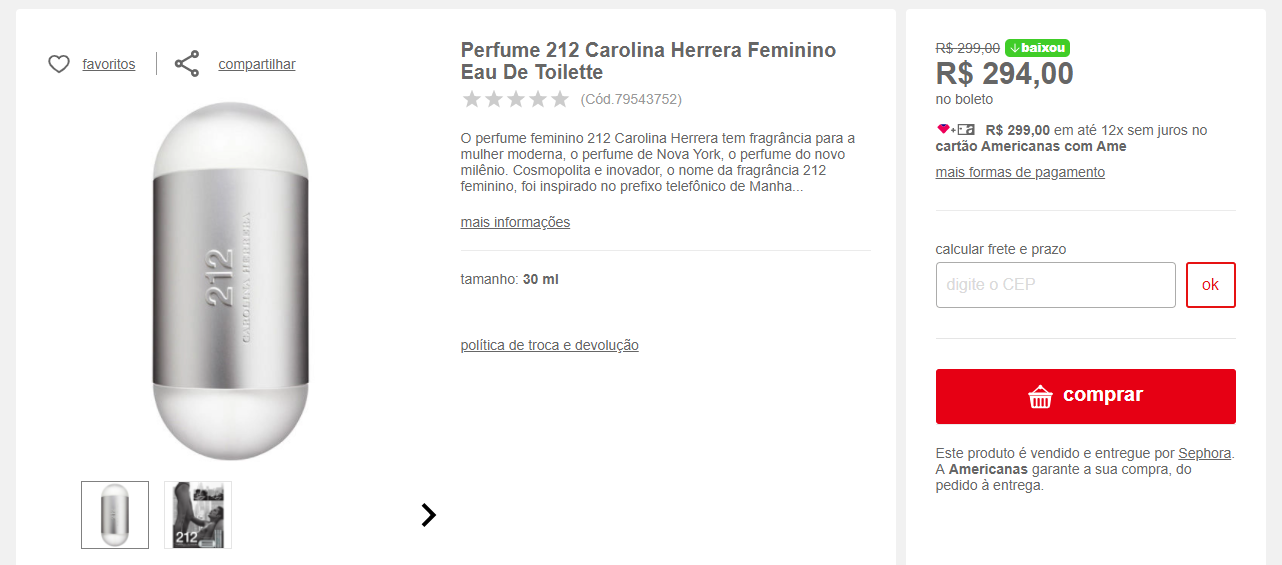 favoritos
compartilhar
212
CAROLINA HERRERA
212
Perfume 212 Carolina Herrera Feminino
Eau De Toilette
(Cód.79543752)
O perfume feminino 212 Carolina Herrera tem fragrância para a
mulher moderna, o perfume de Nova York, o perfume do novo
milênio. Cosmopolita e inovador, o nome da fragrância 212
feminino, foi inspirado no prefixo telefônico de Manha...
mais informações
tamanho: 30 ml
política de troca e devolução
R$ 299,00 baixou
R$ 294,00
no boleto
+ R$ 299,00 em até 12x sem juros no
cartão Americanas com Ame
mais formas de pagamento
calcular frete e prazo
digite o CEP
ok
comprar
Este produto é vendido e entregue por Sephora.
A Americanas garante a sua compra, do
pedido à entrega.